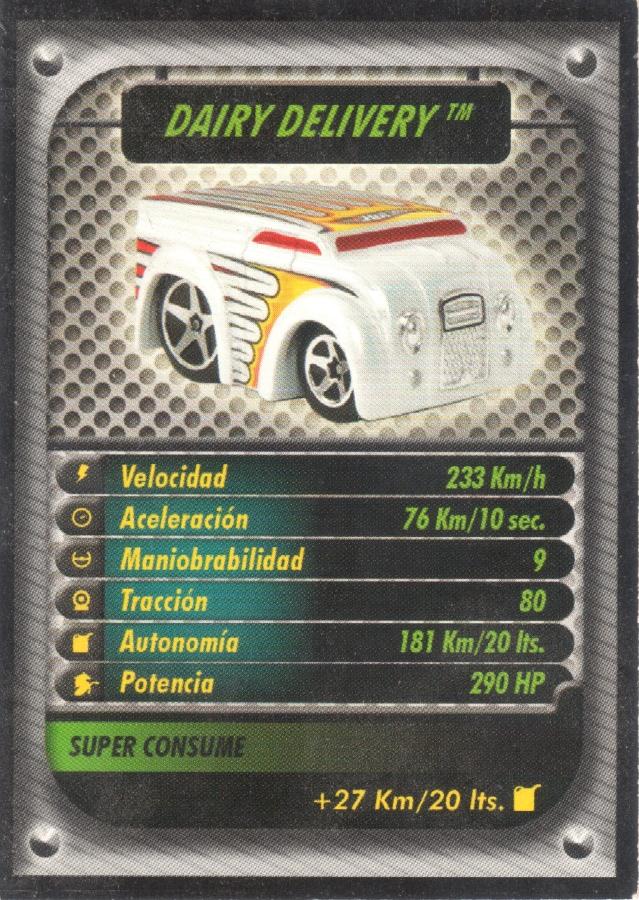 DAIRY DELIVERY ™
Velocidad 233 Km/h
Aceleración 76 Km/10 sec.
Maniobrabilidad 9
Tracción 80
Autonomía 181 Km/20 lts.
Potencia 290 HP
SUPER CONSUME
+27 Km/20 lts.